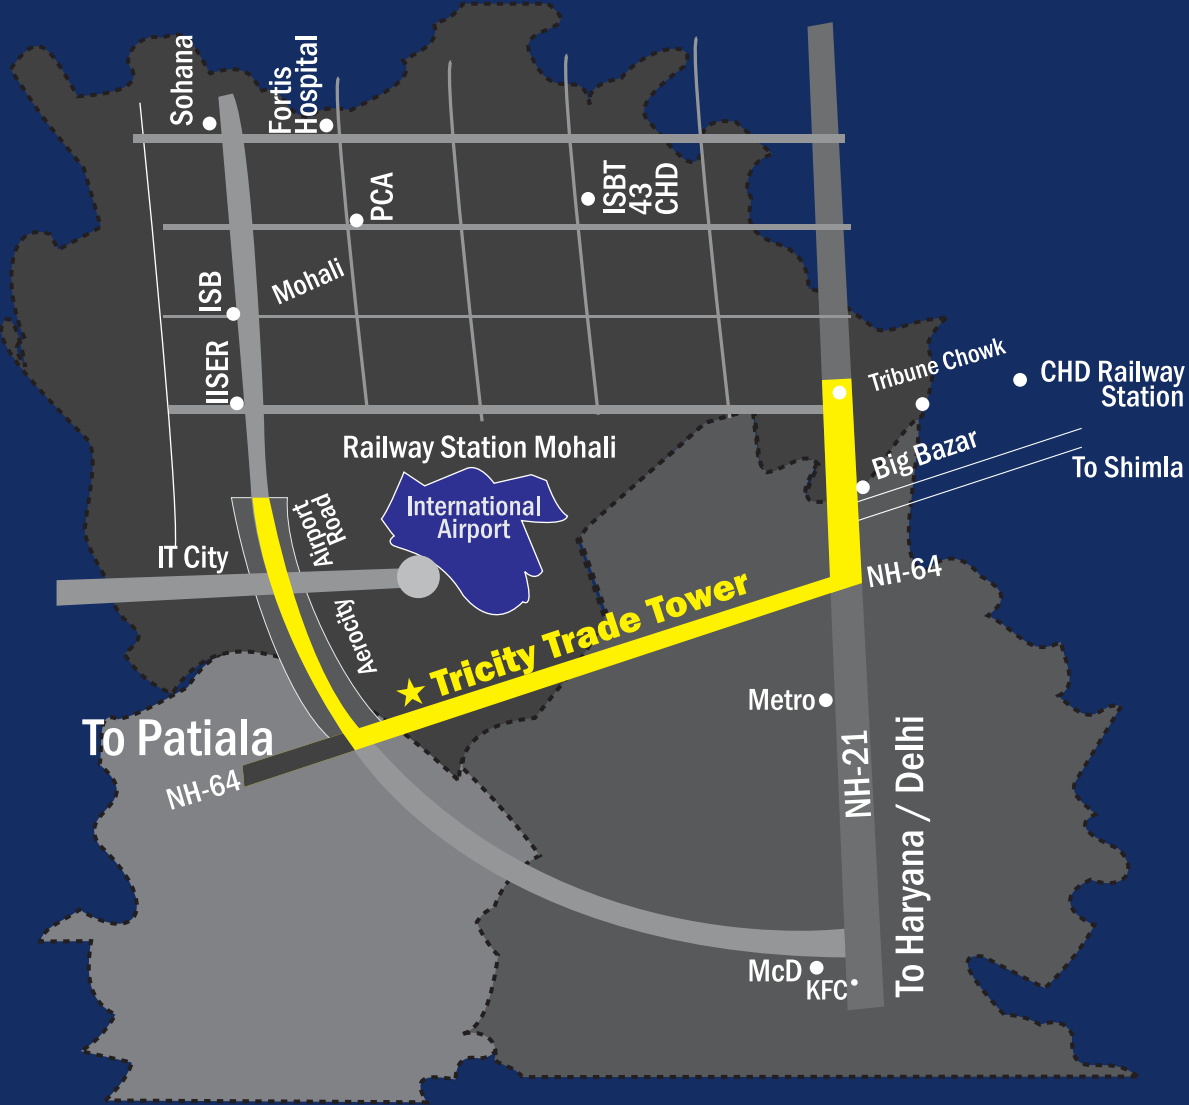 Sohana
Fortis
Hospital
PCA
ISBT
43
CHD
ISB
Mohali
IISER
Tribune Chowk
CHD Railway
Station
Railway Station Mohali
Big Bazar
To Shimla
International
Airport
Airport
Road
IT City
NH-64
Aerocity
Tricity Trade Tower
Metro
To Patiala
NH-64
NH-21
To Haryana / Delhi
McD
KFC